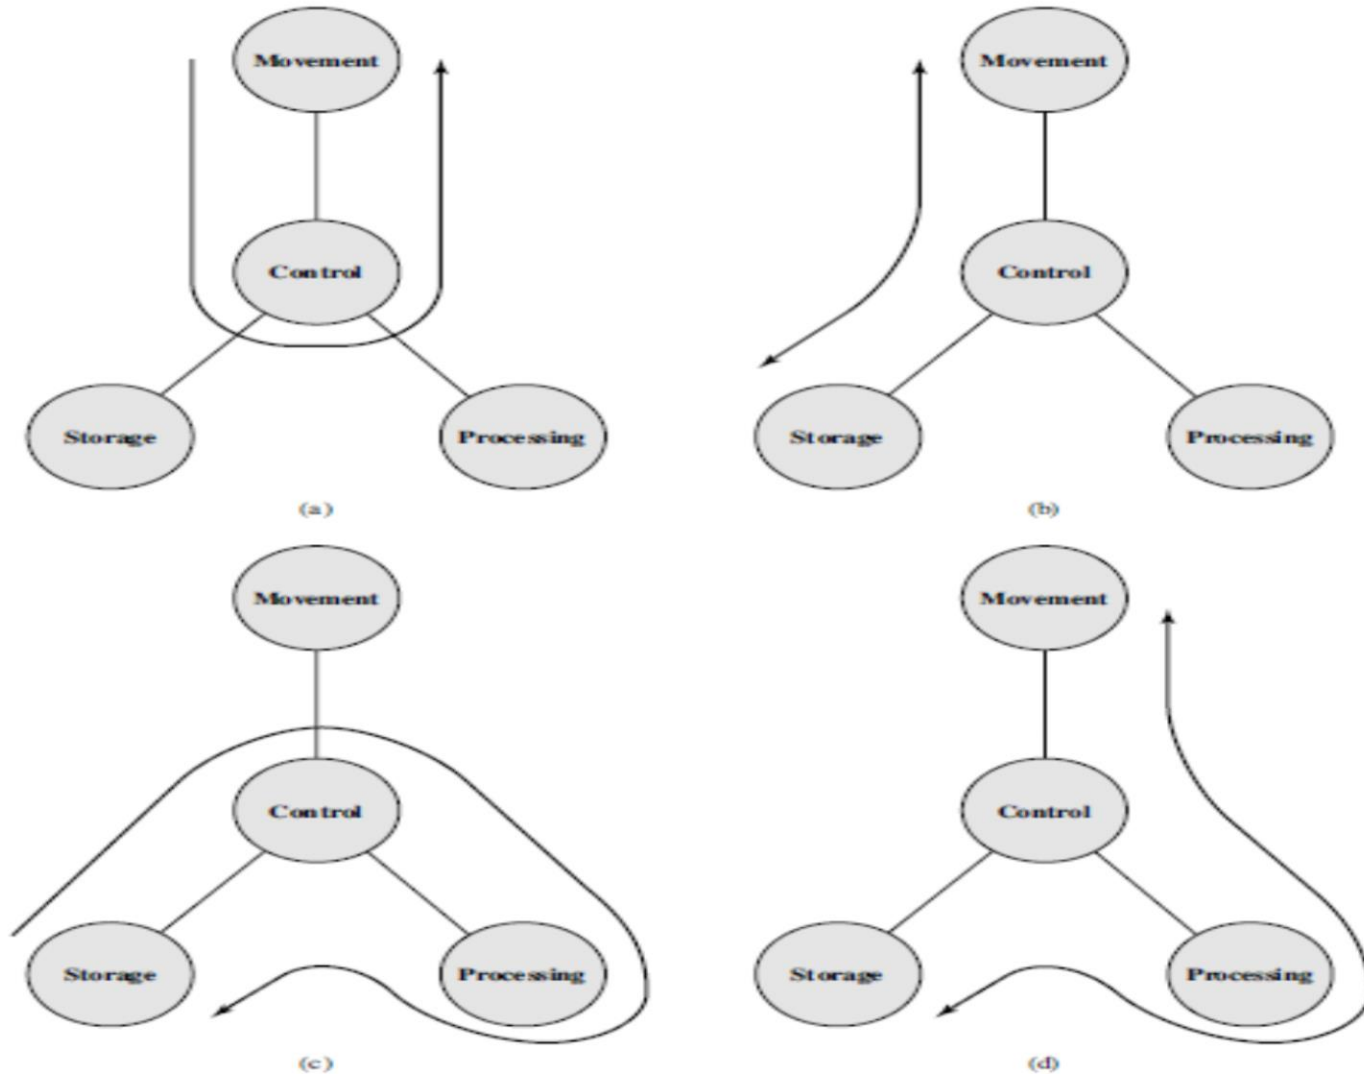 Movement
Movement
Control
Control
Storage
Processing
Storage
Processing
(a)
(b)
Movement
Movement
Control
Control
Storage
Processing
Storage
Processing
(c)
(d)